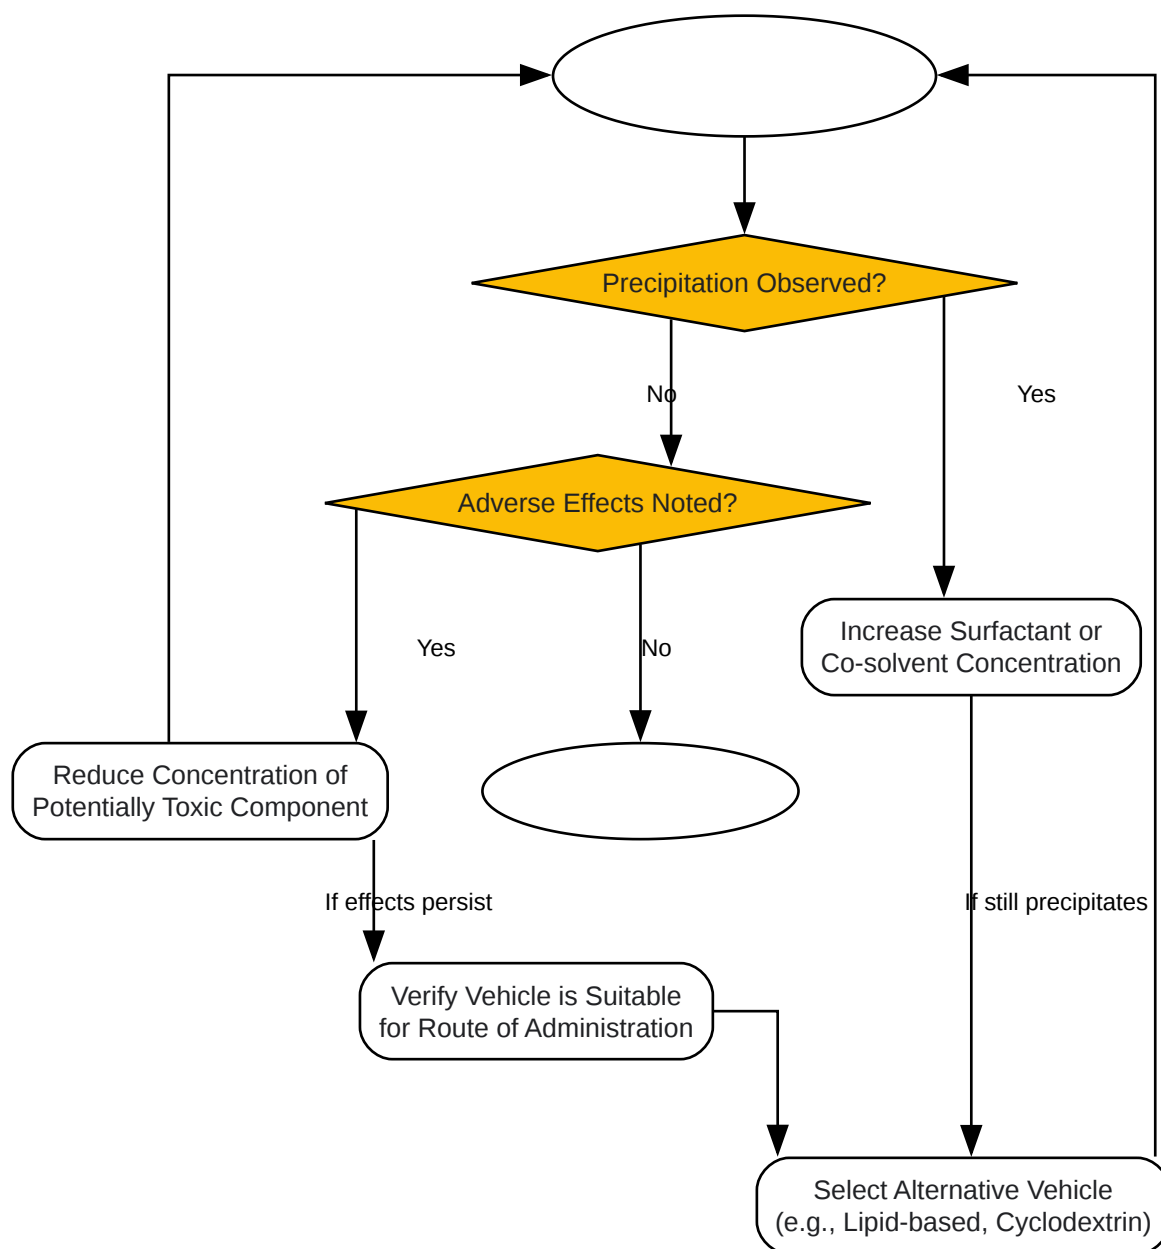 Precipitation Observed?
No
Yes
Adverse Effects Noted?
Yes
No
Increase Surfactant or
Co-solvent Concentration
Reduce Concentration of
Potentially Toxic Component
If effects persist
If still precipitates
Verify Vehicle is Suitable
for Route of Administration
Select Alternative Vehicle
(e.g., Lipid-based, Cyclodextrin)